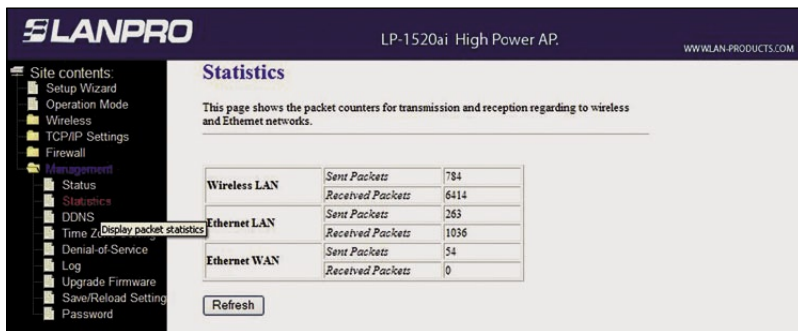 LANPRO
LP-1520ai High Power AP.
WWW.LAN-PRODUCTS.COM
Site contents:
Setup Wizard
Operation Mode
Wireless
TCP/IP Settings
Firewall
Management
Status
Statistics
DDNS
Time Z
Display packet statistics
Denial-of-Service
Log
Upgrade Firmware
Save/Reload Setting
Password
Statistics
This page shows the packet counters for transmission and reception regarding to wireless
and Ethernet networks.
Wireless LAN Sent Packets 784
Received Packets 6414
Ethernet LAN Sent Packets 263
Received Packets 1036
Ethernet WAN Sent Packets 54
Received Packets 0
Refresh